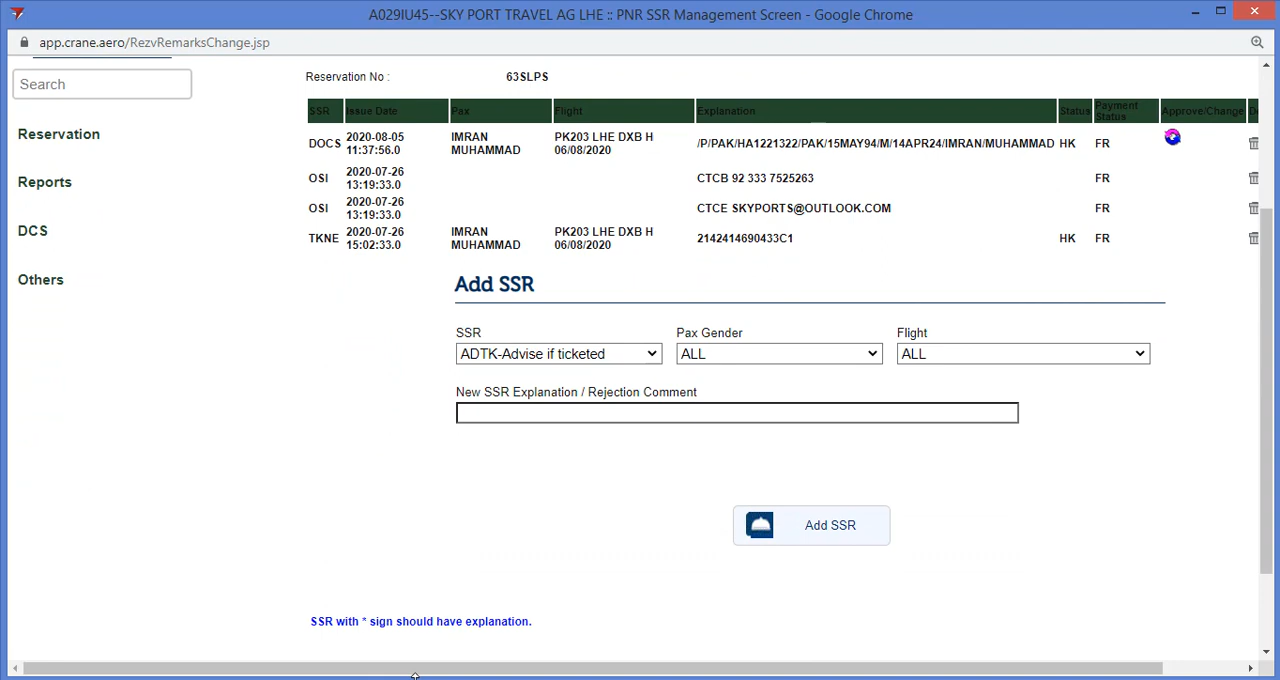 A029IU45--SKY PORT TRAVEL AG LHE :: PNR SSR Management Screen - Google Chrome
app.crane.aero/RezvRemarksChange.jsp
Search
Reservation
Reports
DCS
Others
Reservation No : 63SLPS
SSR Issue Date Pax Flight Explanation Status Payment Status Approve/Change
DOCS 2020-08-05 11:37:56.0 IMRAN MUHAMMAD PK203 LHE DXB H 06/08/2020 /P/PAK/HA1221322/PAK/15MAY94/M/14APR24/IMRAN/MUHAMMAD HK FR
OSI 2020-07-26 13:19:33.0 CTCB 92 333 7525263 FR
OSI 2020-07-26 13:19:33.0 CTCE SKYPORTS@OUTLOOK.COM FR
TKNE 2020-07-26 15:02:33.0 IMRAN MUHAMMAD PK203 LHE DXB H 06/08/2020 2142414690433C1 HK FR
Add SSR
SSR Pax Gender Flight
ADTK-Advise if ticketed ALL ALL
New SSR Explanation / Rejection Comment
Add SSR
SSR with * sign should have explanation.